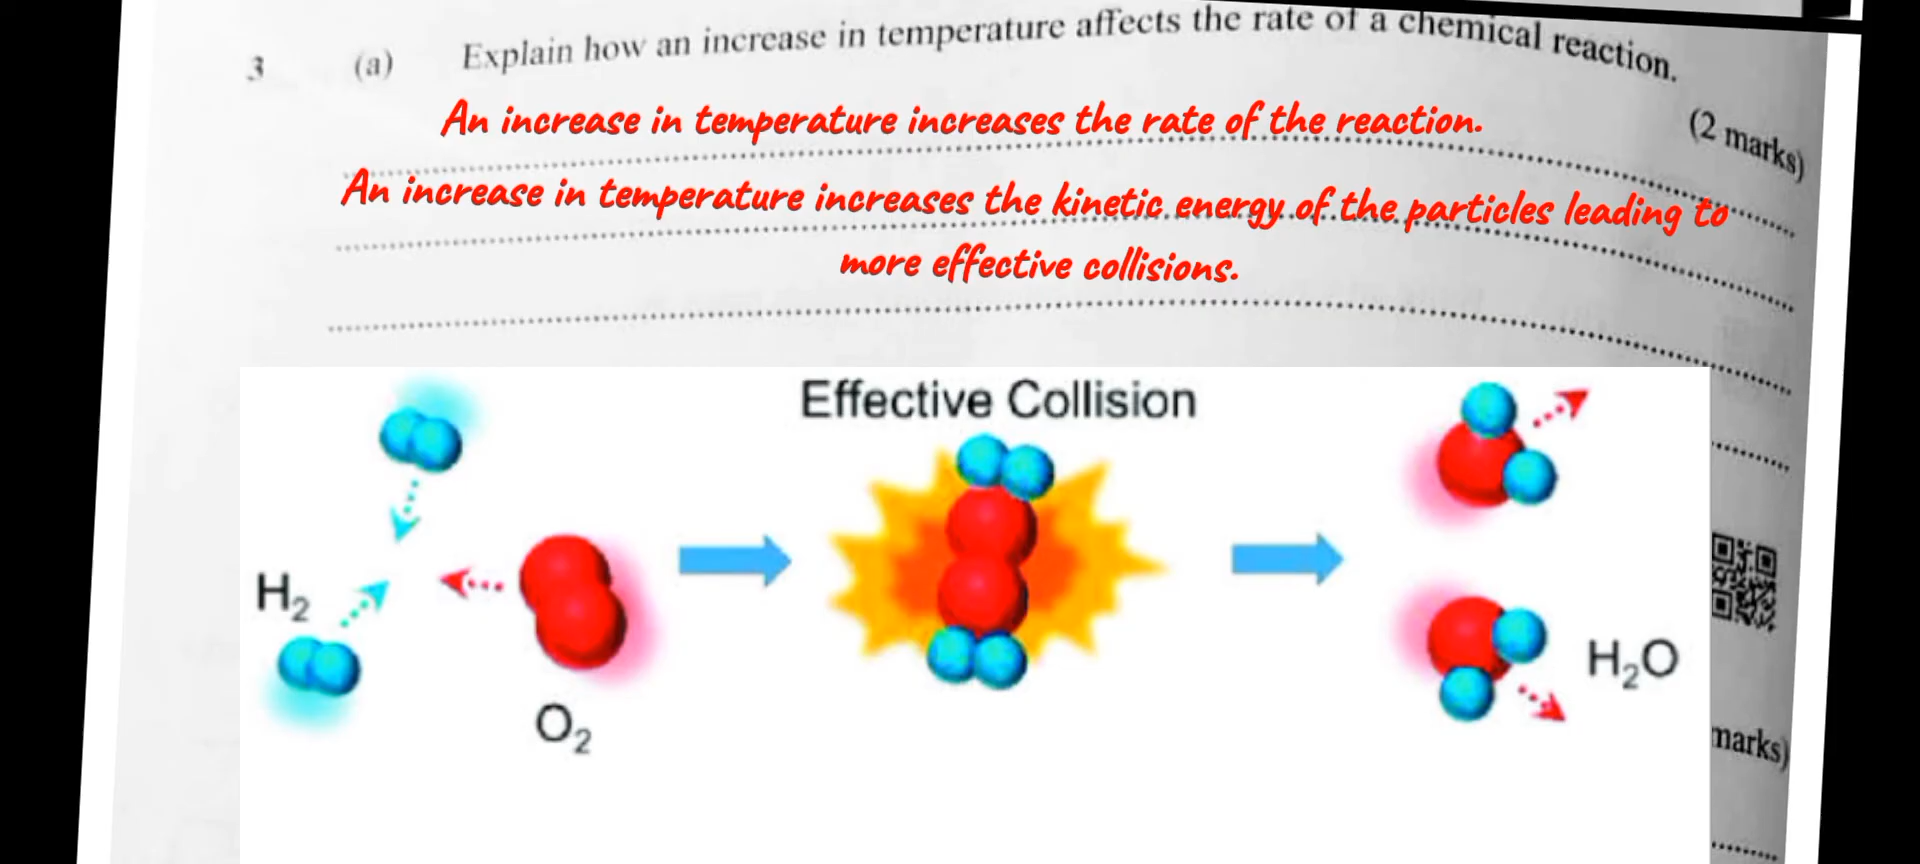 3 (a) Explain how an increase in temperature affects the rate of a chemical reaction.
(2 marks)
An increase in temperature increases the rate of the reaction.
An increase in temperature increases the kinetic energy of the particles leading to
more effective collisions.
Effective Collision
H₂
O₂
H₂O
marks)